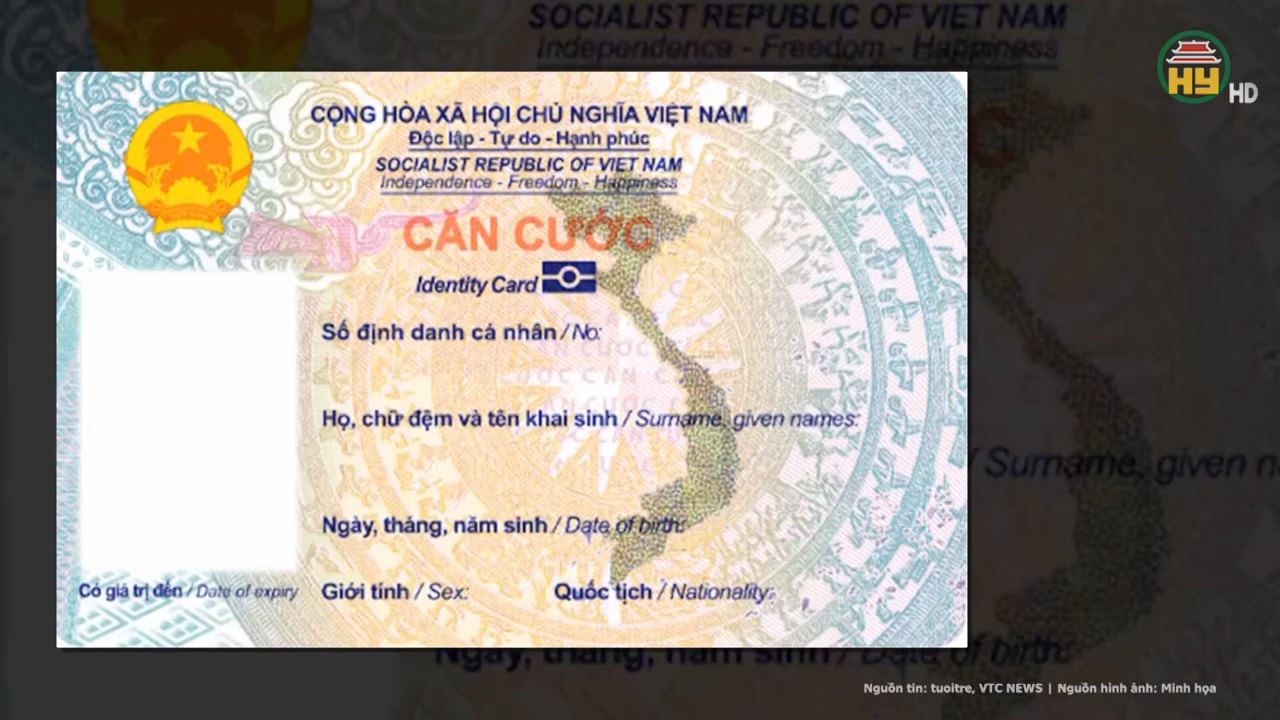 SOCIALIST REPUBLIC OF VIET NAM
Independence - Freedom - Happiness
HY HD
CỘNG HÒA XÃ HỘI CHỦ NGHĨA VIỆT NAM
Độc lập - Tự do - Hạnh phúc
SOCIALIST REPUBLIC OF VIET NAM
Independence - Freedom - Happiness
CĂN CƯỚC
Identity Card
Số định danh cá nhân / No:
Họ, chữ đệm và tên khai sinh / Surname, given names:
/ Surname, given n
Ngày, tháng, năm sinh / Date of birth:
Có giá trị đến / Date of expiry
Giới tính / Sex:
Quốc tịch / Nationality:
Ngày, tháng, năm sinh / Date of birth:
Nguồn tin: tuoitre, VTC NEWS | Nguồn hình ảnh: Minh họa